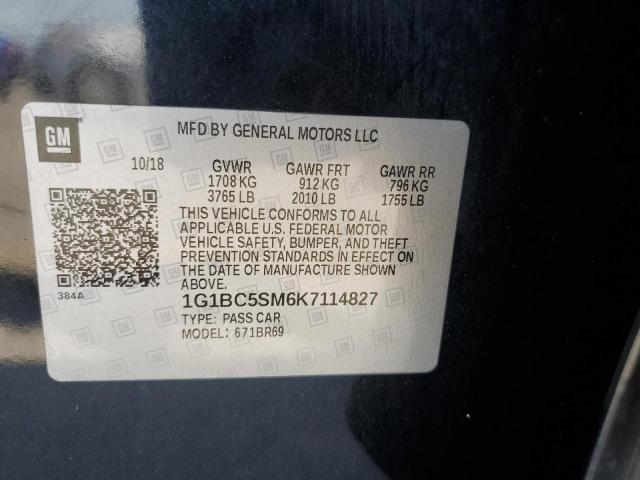 GM
MFD BY GENERAL MOTORS LLC
10/18 GVWR GAWR FRT GAWR RR
1708 KG 912 KG 796 KG
3765 LB 2010 LB 1755 LB
THIS VEHICLE CONFORMS TO ALL
APPLICABLE U.S. FEDERAL MOTOR
VEHICLE SAFETY, BUMPER, AND THEFT
PREVENTION STANDARDS IN EFFECT ON
THE DATE OF MANUFACTURE SHOWN
ABOVE.
384A
1G1BC5SM6K7114827
TYPE: PASS CAR
MODEL: 671BR69